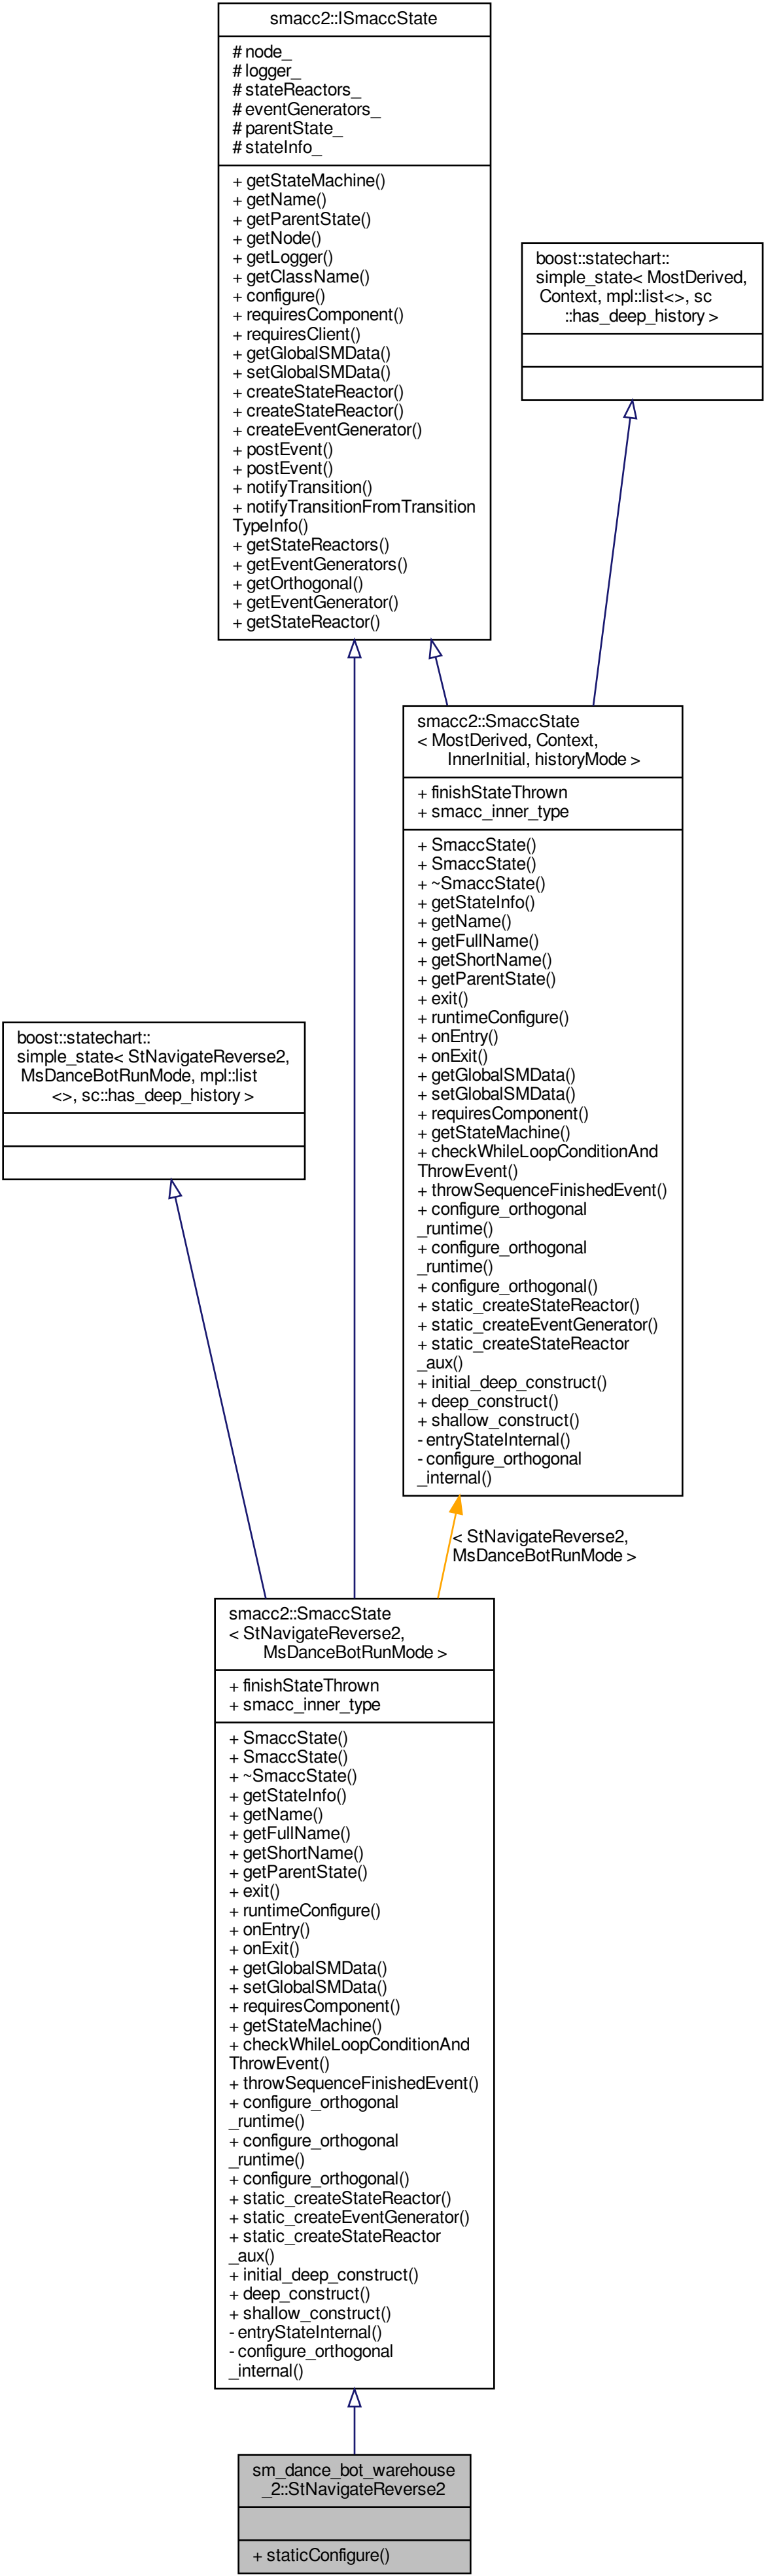 smacc2::ISmaccState
# node_
# logger_
# stateReactors_
# eventGenerators_
# parentState_
# stateInfo_
+ getStateMachine()
+ getName()
+ getParentState()
+ getNode()
+ getLogger()
+ getClassName()
+ configure()
+ requiresComponent()
+ requiresClient()
+ getGlobalSMData()
+ setGlobalSMData()
+ createStateReactor()
+ createStateReactor()
+ createEventGenerator()
+ postEvent()
+ postEvent()
+ notifyTransition()
+ notifyTransitionFromTransition
TypeInfo()
+ getStateReactors()
+ getEventGenerators()
+ getOrthogonal()
+ getEventGenerator()
+ getStateReactor()
boost::statechart::
simple_state< MostDerived,
Context, mpl::list<>, sc
::has_deep_history >
smacc2::SmaccState
< MostDerived, Context,
InnerInitial, historyMode >
+ finishStateThrown
+ smacc_inner_type
+ SmaccState()
+ SmaccState()
+ ~SmaccState()
+ getStateInfo()
+ getName()
+ getFullName()
+ getShortName()
+ getParentState()
+ exit()
+ runtimeConfigure()
+ onEntry()
+ onExit()
+ getGlobalSMData()
+ setGlobalSMData()
+ requiresComponent()
+ getStateMachine()
+ checkWhileLoopConditionAnd
ThrowEvent()
+ throwSequenceFinishedEvent()
+ configure_orthogonal
_runtime()
+ configure_orthogonal
_runtime()
+ configure_orthogonal()
+ static_createStateReactor()
+ static_createEventGenerator()
+ static_createStateReactor
_aux()
+ initial_deep_construct()
+ deep_construct()
+ shallow_construct()
- entryStateInternal()
- configure_orthogonal
_internal()
boost::statechart::
simple_state< StNavigateReverse2,
MsDanceBotRunMode, mpl::list
<>, sc::has_deep_history >
< StNavigateReverse2,
MsDanceBotRunMode >
smacc2::SmaccState
< StNavigateReverse2,
MsDanceBotRunMode >
+ finishStateThrown
+ smacc_inner_type
+ SmaccState()
+ SmaccState()
+ ~SmaccState()
+ getStateInfo()
+ getName()
+ getFullName()
+ getShortName()
+ getParentState()
+ exit()
+ runtimeConfigure()
+ onEntry()
+ onExit()
+ getGlobalSMData()
+ setGlobalSMData()
+ requiresComponent()
+ getStateMachine()
+ checkWhileLoopConditionAnd
ThrowEvent()
+ throwSequenceFinishedEvent()
+ configure_orthogonal
_runtime()
+ configure_orthogonal
_runtime()
+ configure_orthogonal()
+ static_createStateReactor()
+ static_createEventGenerator()
+ static_createStateReactor
_aux()
+ initial_deep_construct()
+ deep_construct()
+ shallow_construct()
- entryStateInternal()
- configure_orthogonal
_internal()
sm_dance_bot_warehouse
_2::StNavigateReverse2
+ staticConfigure()